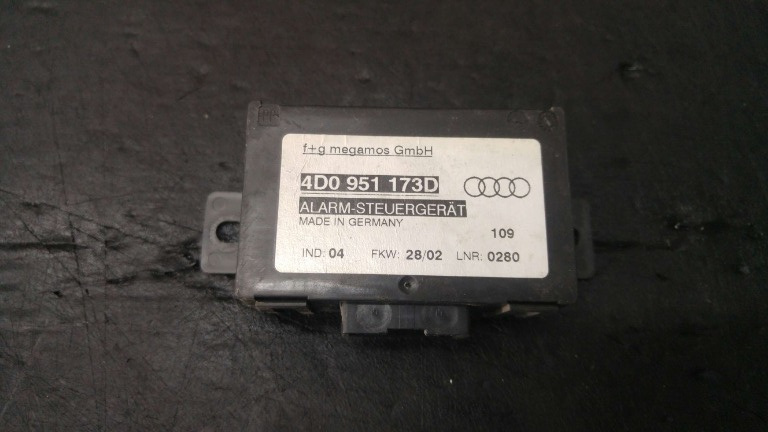 f+g megamos GmbH
4D0 951 173D
ALARM-STEUERGERÄT
MADE IN GERMANY
109
IND: 04 FKW: 28/02 LNR: 0280